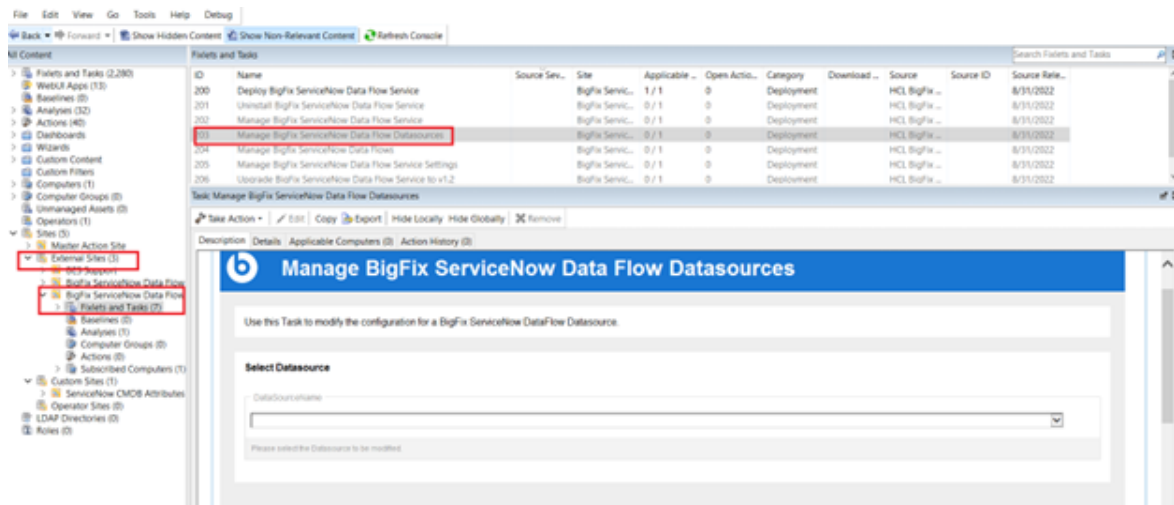 File Edit View Go Tools Help Debug
Back Forward Show Hidden Content Show Non-Relevant Content Refresh Console
All Content
Fixlets and Tasks (2,280)
WebUI Apps (13)
Baselines (0)
Analyses (32)
Actions (40)
Dashboards
Wizards
Custom Content
Custom Filters
Computers (1)
Computer Groups (0)
Unmanaged Assets (0)
Operators (1)
Sites (5)
Master Action Site
External Sites (3)
BES Support
BigFix ServiceNow Data Flow
BigFix ServiceNow Data Flow
Fixlets and Tasks (7)
Baselines (0)
Analyses (1)
Computer Groups (0)
Actions (0)
Subscribed Computers (1)
Custom Sites (1)
ServiceNow CMDB Attributes
Operator Sites (0)
LDAP Directories (0)
Roles (0)
Fixlets and Tasks Search Fixlets and Tasks
ID Name Source Sev... Site Applicable ... Open Actio... Category Download ... Source Source ID Source Rele...
200 Deploy BigFix ServiceNow Data Flow Service BigFix Servic... 1 / 1 0 Deployment HCL BigFix ... 8/31/2022
201 Uninstall BigFix ServiceNow Data Flow Service BigFix Servic... 0 / 1 0 Deployment HCL BigFix ... 8/31/2022
202 Manage BigFix ServiceNow Data Flow Service BigFix Servic... 0 / 1 0 Deployment HCL BigFix ... 8/31/2022
203 Manage BigFix ServiceNow Data Flow Datasources BigFix Servic... 0 / 1 0 Deployment HCL BigFix ... 8/31/2022
204 Manage BigFix ServiceNow Data Flows BigFix Servic... 0 / 1 0 Deployment HCL BigFix ... 8/31/2022
205 Manage BigFix ServiceNow Data Flow Service Settings BigFix Servic... 0 / 1 0 Deployment HCL BigFix ... 8/31/2022
206 Upgrade BigFix ServiceNow Data Flow Service to v1.2 BigFix Servic... 0 / 1 0 Deployment HCL BigFix ... 8/31/2022
Task: Manage BigFix ServiceNow Data Flow Datasources
Take Action Edit Copy Export Hide Locally Hide Globally Remove
Description Details Applicable Computers (0) Action History (0)
Manage BigFix ServiceNow Data Flow Datasources
Use this Task to modify the configuration for a BigFix ServiceNow DataFlow Datasource.
Select Datasource
DataSourceName
Please select the Datasource to be modified.